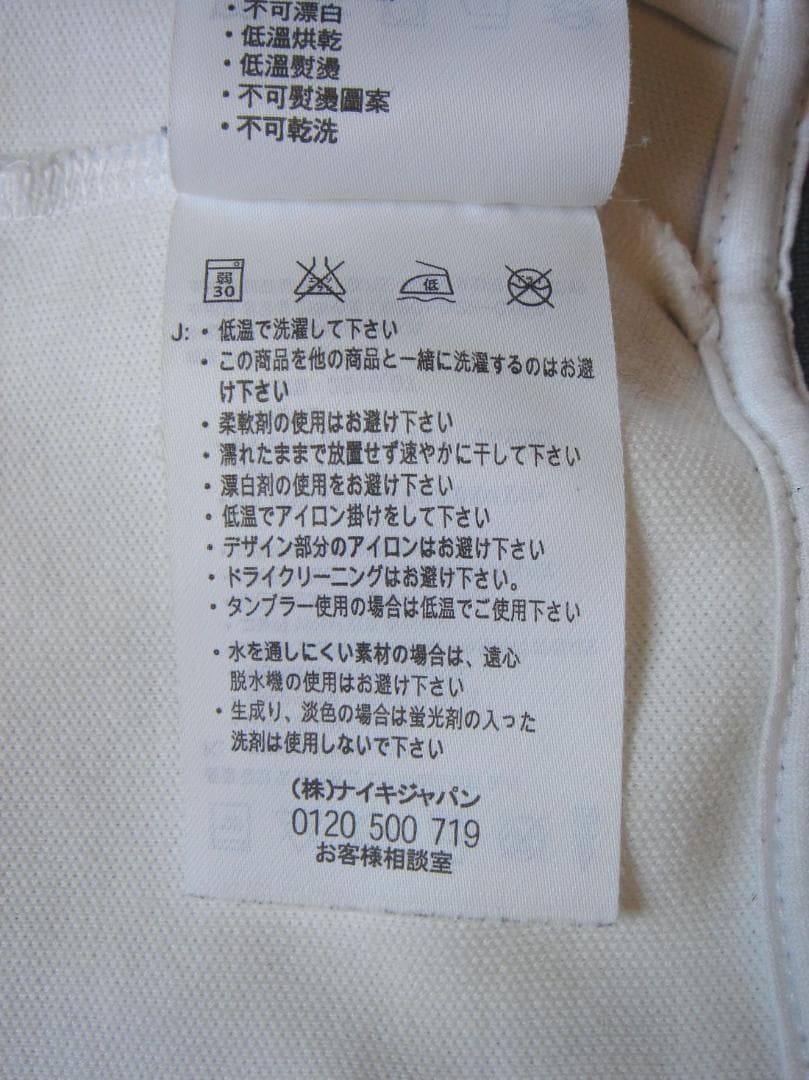 ・不可漂白
・低溫烘乾
・低溫熨燙
・不可熨燙圖案
・不可乾洗
弱
30
低
J: ・低温で洗濯して下さい
・この商品を他の商品と一緒に洗濯するのはお避
け下さい
・柔軟剤の使用はお避け下さい
・濡れたままで放置せず速やかに干して下さい
・漂白剤の使用をお避け下さい
・低温でアイロン掛けをして下さい
・デザイン部分のアイロンはお避け下さい
・ドライクリーニングはお避け下さい。
・タンブラー使用の場合は低温でご使用下さい
・水を通しにくい素材の場合は、遠心
脱水機の使用はお避け下さい
・生成り、淡色の場合は蛍光剤の入った
洗剤は使用しないで下さい
(株)ナイキジャパン
0120 500 719
お客様相談室